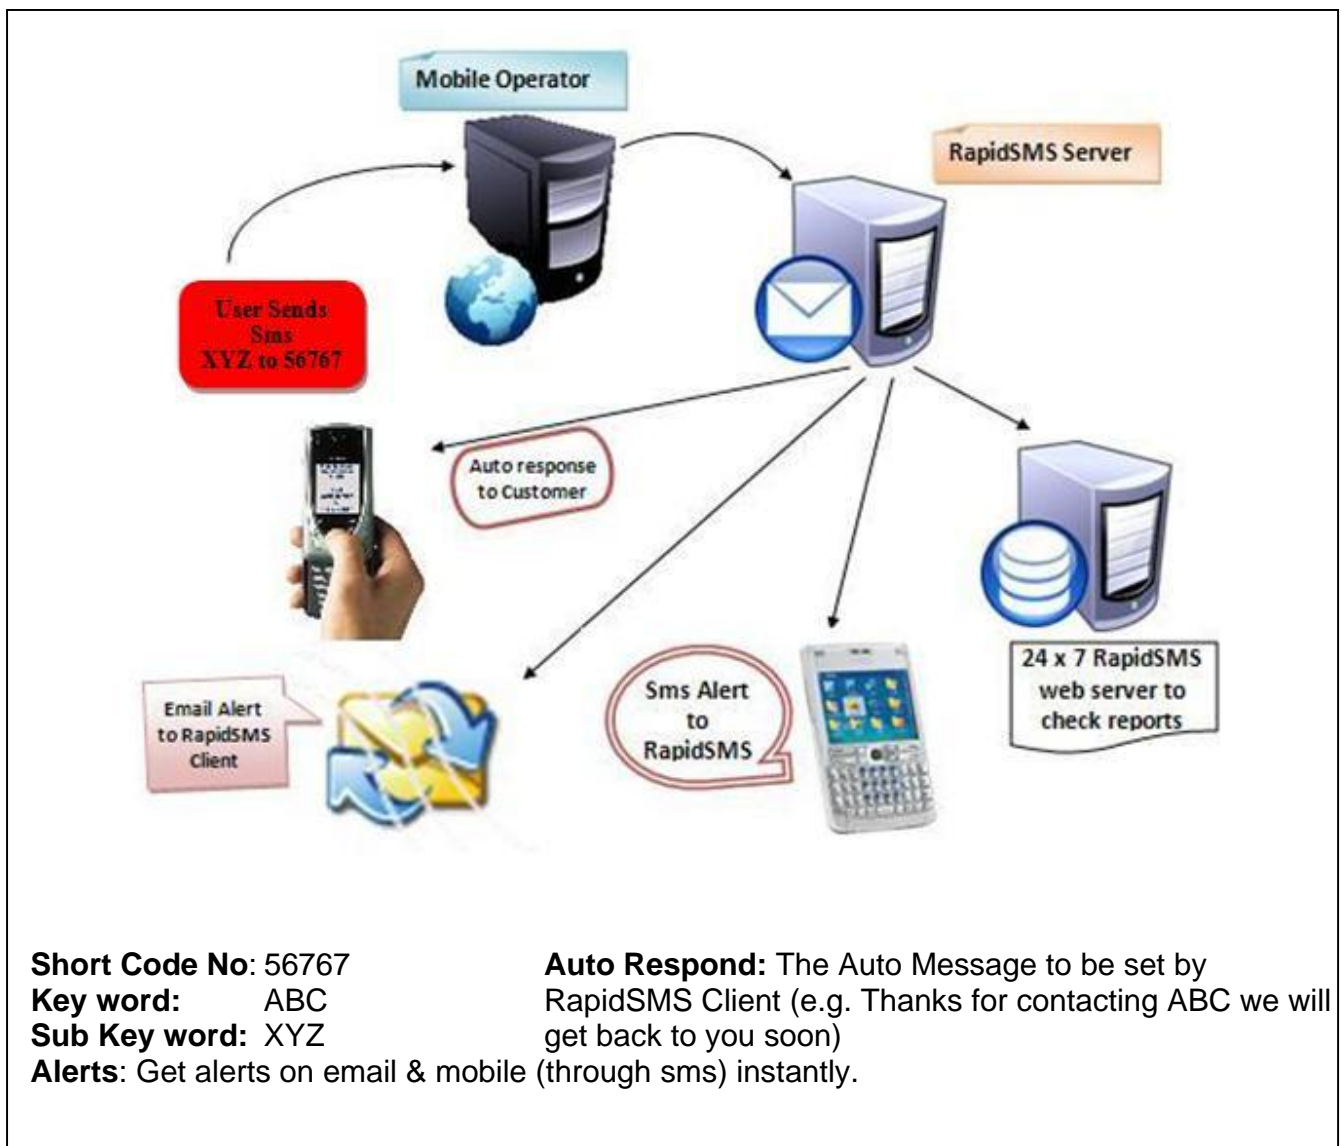 Mobile Operator
RapidSMS Server
User Sends
Sms
XYZ to 56767
Auto response
to Customer
Email Alert
to RapidSMS
Client
Sms Alert
to
RapidSMS
24 x 7 RapidSMS
web server to
check reports
Short Code No: 56767
Key word: ABC
Sub Key word: XYZ
Auto Respond: The Auto Message to be set by
RapidSMS Client (e.g. Thanks for contacting ABC we will
get back to you soon)
Alerts: Get alerts on email & mobile (through sms) instantly.